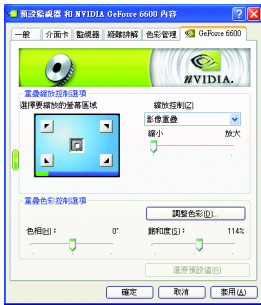 預設監視器 和 NVIDIA GeForce 6600 內容
一般 介面卡 監視器 疑難排解 色彩管理 GeForce 6600
NVIDIA.
重疊縮放控制選項
選擇要縮放的螢幕區域
縮放控制(Z)
影像重疊
縮小 放大
重疊色彩控制選項
調整色彩(D)...
色相(H): 0° 飽和度(S): 114%
還原預設值(R)
確定 取消 套用(A)